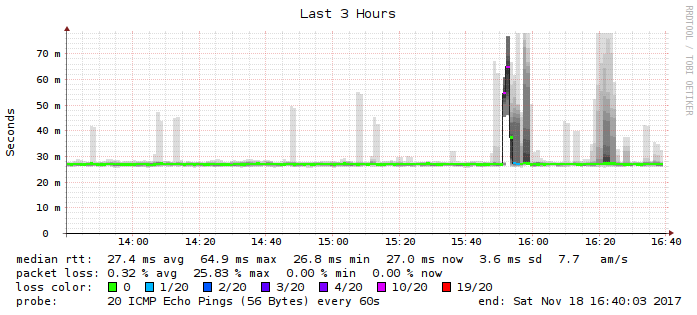 Last 3 Hours
RRDTOOL / TOBI OETIKER
Seconds
70 m
60 m
50 m
40 m
30 m
20 m
10 m
0
14:00 14:20 14:40 15:00 15:20 15:40 16:00 16:20 16:40
median rtt: 27.4 ms avg 64.9 ms max 26.8 ms min 27.0 ms now 3.6 ms sd 7.7 am/s
packet loss: 0.32 % avg 25.83 % max 0.00 % min 0.00 % now
loss color: 0 1/20 2/20 3/20 4/20 10/20 19/20
probe: 20 ICMP Echo Pings (56 Bytes) every 60s end: Sat Nov 18 16:40:03 2017